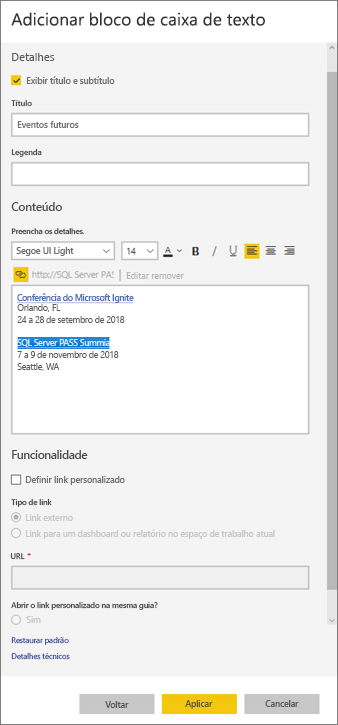 Adicionar bloco de caixa de texto
Detalhes
Exibir título e subtítulo
Título
Eventos futuros
Legenda
Conteúdo
Preencha os detalhes.
Segoe UI Light 14 A B I U
http://SQL Server PAS Editar remover
Conferência do Microsoft Ignite
Orlando, FL
24 a 28 de setembro de 2018
SQL Server PASS Summia
7 a 9 de novembro de 2018
Seattle, WA
Funcionalidade
Definir link personalizado
Tipo de link
Link externo
Link para um dashboard ou relatório no espaço de trabalho atual
URL *
Abrir o link personalizado na mesma guia?
Sim
Restaurar padrão
Detalhes técnicos
Voltar Aplicar Cancelar